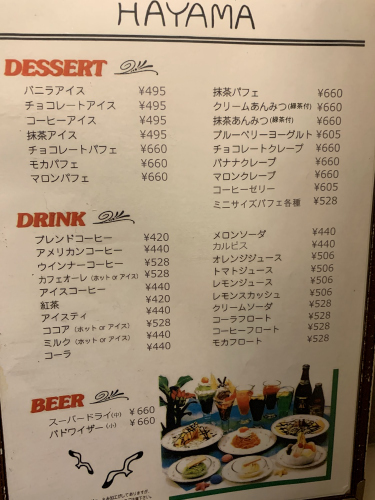 HAYAMA
DESSERT
バニラアイス ¥495
チョコレートアイス ¥495
コーヒーアイス ¥495
抹茶アイス ¥495
チョコレートパフェ ¥660
モカパフェ ¥660
マロンパフェ ¥660
抹茶パフェ ¥660
クリームあんみつ(緑茶付) ¥660
抹茶あんみつ(緑茶付) ¥660
ブルーベリーヨーグルト ¥605
チョコレートクレープ ¥660
バナナクレープ ¥660
マロンクレープ ¥660
コーヒーゼリー ¥605
ミニサイズパフェ各種 ¥528
DRINK
ブレンドコーヒー ¥420
アメリカンコーヒー ¥440
ウインナーコーヒー ¥528
カフェオーレ(ホット or アイス) ¥528
アイスコーヒー ¥440
紅茶 ¥420
アイスティ ¥440
ココア(ホット or アイス) ¥528
ミルク(ホット or アイス) ¥440
コーラ ¥440
メロンソーダ ¥440
カルピス ¥440
オレンジジュース ¥506
トマトジュース ¥506
レモンジュース ¥506
レモンスカッシュ ¥506
クリームソーダ ¥528
コーラフロート ¥528
コーヒーフロート ¥528
モカフロート ¥528
BEER
スーパードライ(中) ¥660
バドワイザー(小) ¥660